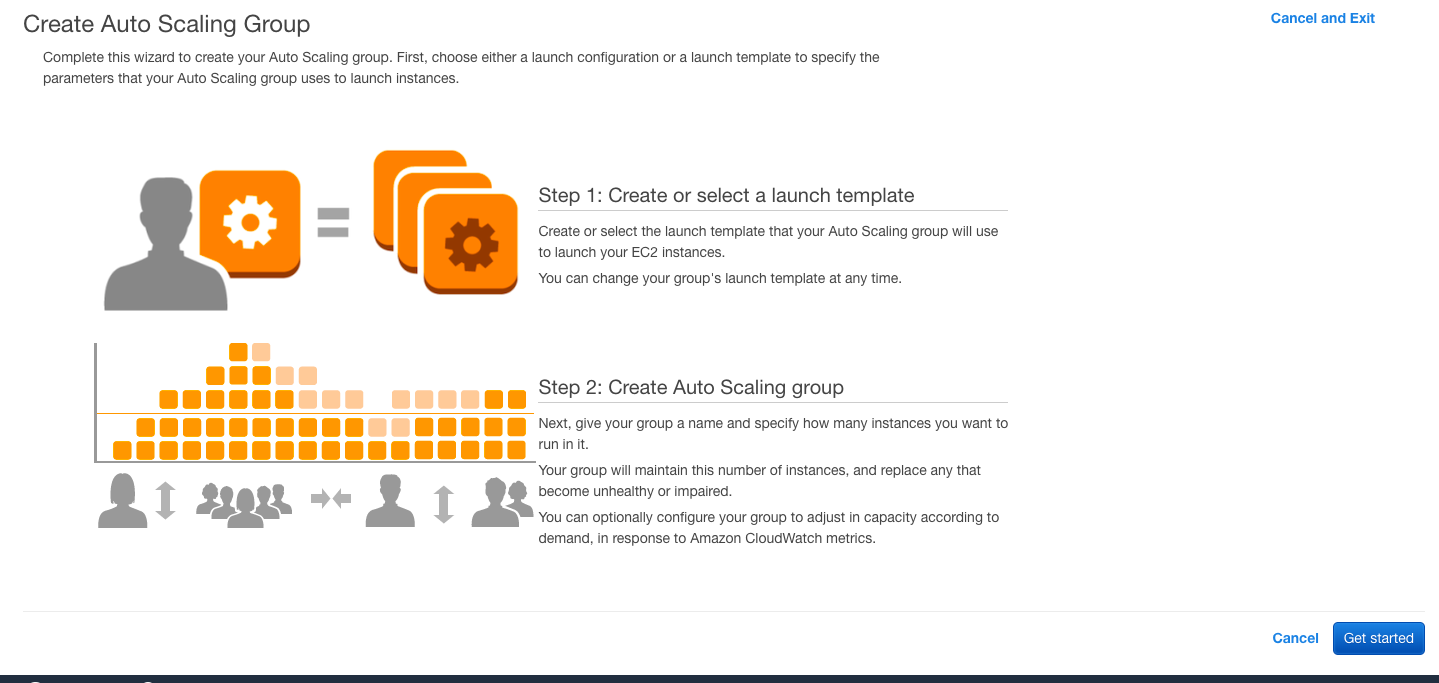 Create Auto Scaling Group
Cancel and Exit
Complete this wizard to create your Auto Scaling group. First, choose either a launch configuration or a launch template to specify the
parameters that your Auto Scaling group uses to launch instances.
Step 1: Create or select a launch template
Create or select the launch template that your Auto Scaling group will use
to launch your EC2 instances.
You can change your group's launch template at any time.
Step 2: Create Auto Scaling group
Next, give your group a name and specify how many instances you want to
run in it.
Your group will maintain this number of instances, and replace any that
become unhealthy or impaired.
You can optionally configure your group to adjust in capacity according to
demand, in response to Amazon CloudWatch metrics.
Cancel
Get started